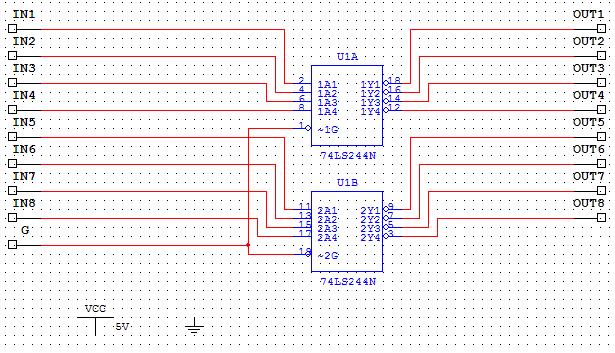 IN1 OUT1
IN2 OUT2
U1A
IN3 OUT3
2 1A1 1Y1 18
4 1A2 1Y2 16
6 1A3 1Y3 14
IN4 8 1A4 1Y4 12 OUT4
IN5 1 ~1G OUT5
IN6 74LS244N OUT6
IN7 U1B OUT7
IN8 11 2A1 2Y1 9 OUT8
13 2A2 2Y2 7
15 2A3 2Y3 5
G 17 2A4 2Y4 3
19 ~2G
74LS244N
VCC
5V